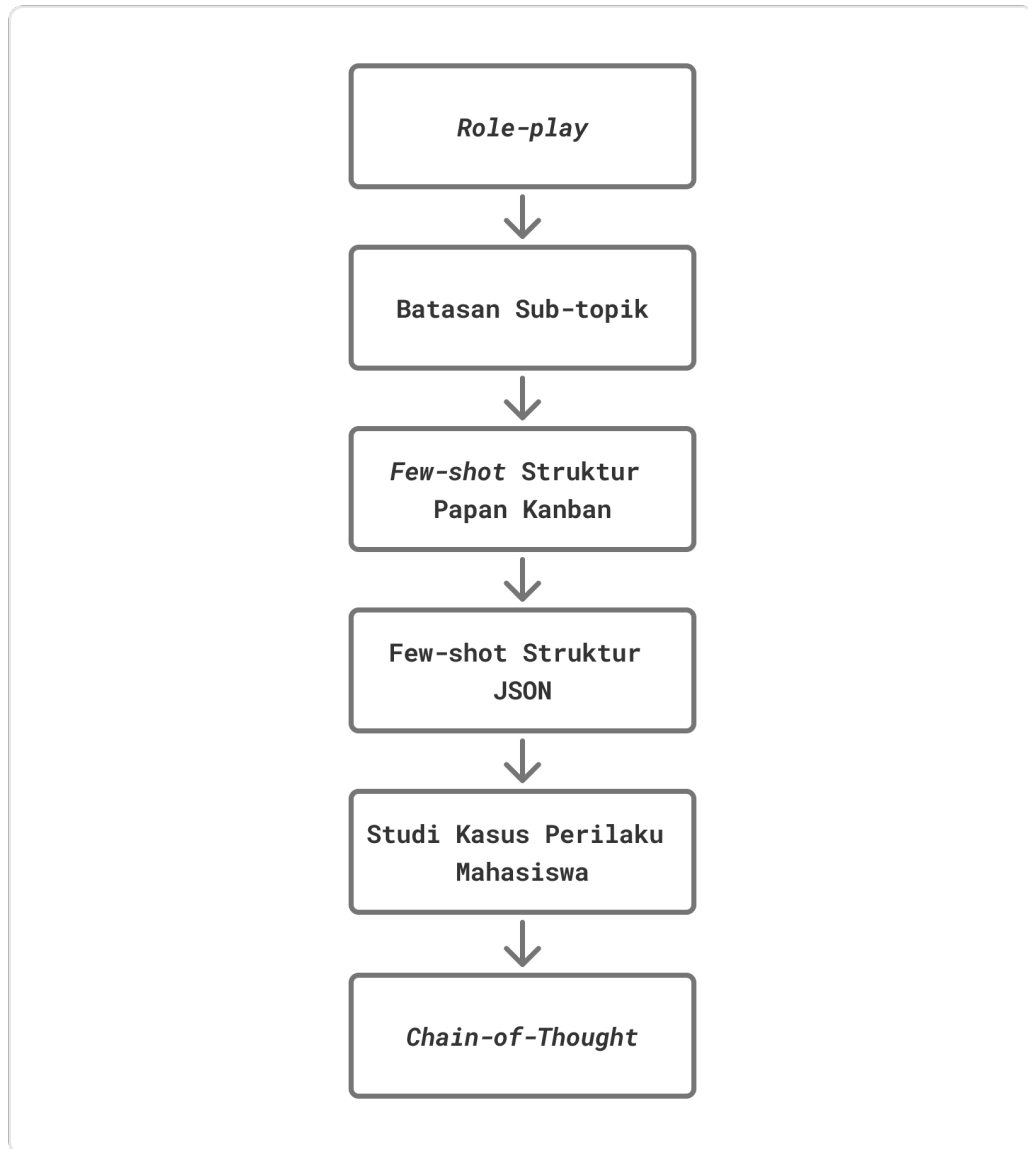 Role-play
Batasan Sub-topik
Few-shot Struktur
Papan Kanban
Few-shot Struktur
JSON
Studi Kasus Perilaku
Mahasiswa
Chain-of-Thought